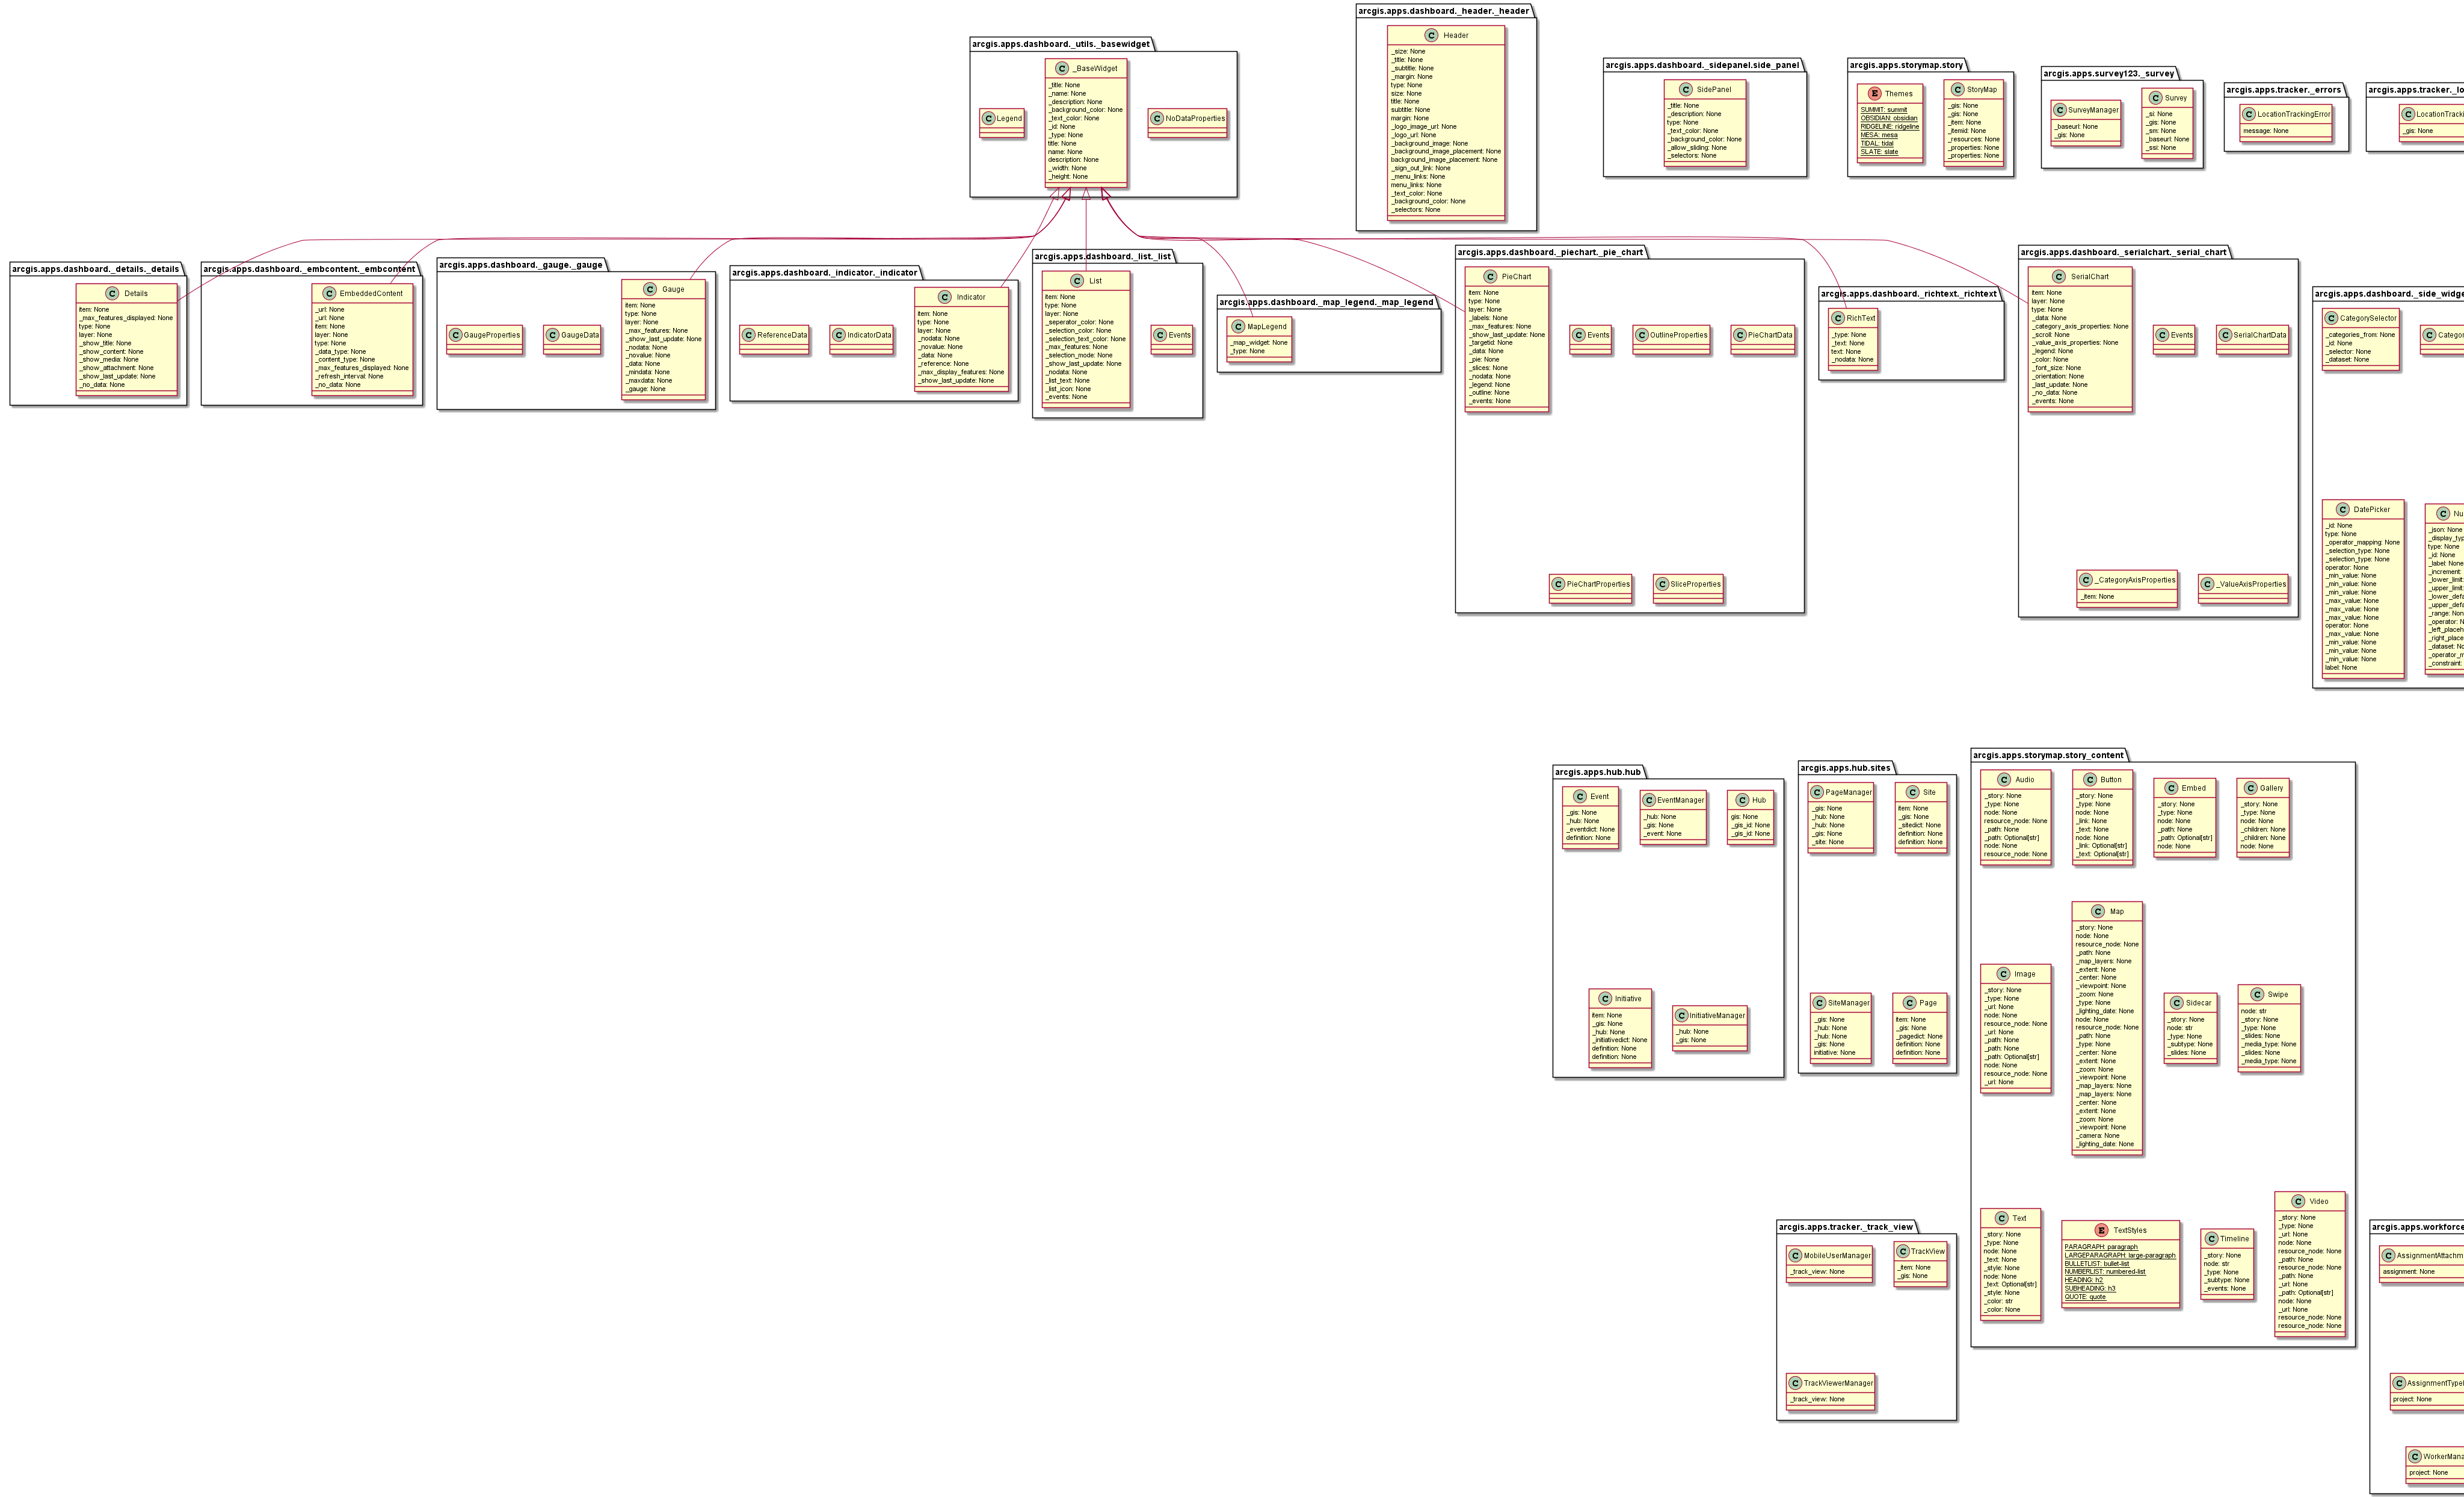 arcgis.apps.dashboard._header._header
Header
_size: None
_title: None
_subtitle: None
_margin: None
type: None
size: None
title: None
subtitle: None
margin: None
_logo_image_url: None
_logo_url: None
_background_image: None
_background_image_placement: None
background_image_placement: None
_sign_out_link: None
_menu_links: None
menu_links: None
_text_color: None
_background_color: None
_selectors: None
arcgis.apps.dashboard._utils._basewidget
Legend
_BaseWidget
_title: None
_name: None
_description: None
_background_color: None
_text_color: None
_id: None
_type: None
title: None
name: None
description: None
_width: None
_height: None
NoDataProperties
arcgis.apps.dashboard._sidepanel.side_panel
SidePanel
_title: None
_description: None
type: None
_text_color: None
_background_color: None
_allow_sliding: None
_selectors: None
arcgis.apps.storymap.story
Themes
SUMMIT: summit
OBSIDIAN: obsidian
RIDGELINE: ridgeline
MESA: mesa
TIDAL: tidal
SLATE: slate
StoryMap
_gis: None
_gis: None
_item: None
_itemid: None
_resources: None
_properties: None
_properties: None
arcgis.apps.survey123._survey
SurveyManager
_baseurl: None
_gis: None
Survey
_si: None
_gis: None
_sm: None
_baseurl: None
_ssi: None
arcgis.apps.tracker._errors
LocationTrackingError
message: None
arcgis.apps.tracker._lo
LocationTracki
_gis: None
arcgis.apps.dashboard._details._details
Details
item: None
_max_features_displayed: None
type: None
layer: None
_show_title: None
_show_content: None
_show_media: None
_show_attachment: None
_show_last_update: None
_no_data: None
arcgis.apps.dashboard._embcontent._embcontent
EmbeddedContent
_url: None
_url: None
item: None
layer: None
type: None
_data_type: None
_content_type: None
_max_features_displayed: None
_refresh_interval: None
_no_data: None
arcgis.apps.dashboard._gauge._gauge
GaugeProperties
GaugeData
Gauge
item: None
type: None
layer: None
_max_features: None
_show_last_update: None
_nodata: None
_novalue: None
_data: None
_mindata: None
_maxdata: None
_gauge: None
arcgis.apps.dashboard._indicator._indicator
ReferenceData
IndicatorData
Indicator
item: None
type: None
layer: None
_nodata: None
_novalue: None
_data: None
_reference: None
_max_display_features: None
_show_last_update: None
arcgis.apps.dashboard._list._list
List
item: None
type: None
layer: None
_seperator_color: None
_selection_color: None
_selection_text_color: None
_max_features: None
_selection_mode: None
_show_last_update: None
_nodata: None
_list_text: None
_list_icon: None
_events: None
Events
arcgis.apps.dashboard._map_legend._map_legend
MapLegend
_map_widget: None
_type: None
arcgis.apps.dashboard._piechart._pie_chart
PieChart
item: None
type: None
layer: None
_labels: None
_max_features: None
_show_last_update: None
_targetid: None
_data: None
_pie: None
_slices: None
_nodata: None
_legend: None
_outline: None
_events: None
Events
OutlineProperties
PieChartData
PieChartProperties
SliceProperties
arcgis.apps.dashboard._richtext._richtext
RichText
_type: None
_text: None
text: None
_nodata: None
arcgis.apps.dashboard._serialchart._serial_chart
SerialChart
item: None
layer: None
type: None
_data: None
_category_axis_properties: None
_scroll: None
_value_axis_properties: None
_legend: None
_color: None
_font_size: None
_orientation: None
_last_update: None
_no_data: None
_events: None
Events
SerialChartData
_CategoryAxisProperties
_item: None
_ValueAxisProperties
arcgis.apps.dashboard._side_widge
CategorySelector
_categories_from: None
_id: None
_selector: None
_dataset: None
Categor
DatePicker
_id: None
type: None
_operator_mapping: None
_selection_type: None
_selection_type: None
operator: None
_min_value: None
_min_value: None
_min_value: None
_max_value: None
_max_value: None
_max_value: None
operator: None
_max_value: None
_min_value: None
_min_value: None
_min_value: None
label: None
Nu
_json: None
_display_typ
type: None
_id: None
_label: None
_increment:
_lower_limit:
_upper_limit:
_lower_defa
_upper_defa
_range: Non
_operator: N
_left_placeh
_right_place
_dataset: No
_operator_m
_constraint:
arcgis.apps.hub.hub
Event
_gis: None
_hub: None
_eventdict: None
definition: None
EventManager
_hub: None
_gis: None
_event: None
Hub
gis: None
_gis_id: None
_gis_id: None
Initiative
item: None
_gis: None
_hub: None
_initiativedict: None
definition: None
definition: None
InitiativeManager
_hub: None
_gis: None
arcgis.apps.hub.sites
PageManager
_gis: None
_hub: None
_hub: None
_gis: None
_site: None
Site
item: None
_gis: None
_sitedict: None
definition: None
definition: None
SiteManager
_gis: None
_hub: None
_hub: None
_gis: None
initiative: None
Page
item: None
_gis: None
_pagedict: None
definition: None
definition: None
arcgis.apps.storymap.story_content
Audio
_story: None
_type: None
node: None
resource_node: None
_path: None
_path: Optional[str]
node: None
resource_node: None
Button
_story: None
_type: None
node: None
_link: None
_text: None
node: None
_link: Optional[str]
_text: Optional[str]
Embed
_story: None
_type: None
node: None
_path: None
_path: Optional[str]
node: None
Gallery
_story: None
_type: None
node: None
_children: None
_children: None
node: None
Image
_story: None
_type: None
_url: None
node: None
resource_node: None
_url: None
_path: None
_path: None
_path: Optional[str]
node: None
resource_node: None
_url: None
Map
_story: None
node: None
resource_node: None
_path: None
_map_layers: None
_extent: None
_center: None
_viewpoint: None
_zoom: None
_type: None
_lighting_date: None
node: None
resource_node: None
_path: None
_type: None
_center: None
_extent: None
_zoom: None
_viewpoint: None
_map_layers: None
_map_layers: None
_center: None
_extent: None
_zoom: None
_viewpoint: None
_camera: None
_lighting_date: None
Sidecar
_story: None
node: str
_type: None
_subtype: None
_slides: None
Swipe
node: str
_story: None
_type: None
_slides: None
_media_type: None
_slides: None
_media_type: None
Text
_story: None
_type: None
node: None
_text: None
_style: None
node: None
_text: Optional[str]
_style: None
_color: str
_color: None
TextStyles
PARAGRAPH: paragraph
LARGEPARAGRAPH: large-paragraph
BULLETLIST: bullet-list
NUMBERLIST: numbered-list
HEADING: h2
SUBHEADING: h3
QUOTE: quote
Timeline
_story: None
node: str
_type: None
_subtype: None
_events: None
Video
_story: None
_type: None
_url: None
node: None
resource_node: None
_path: None
resource_node: None
_path: None
_url: None
_path: Optional[str]
node: None
_url: None
resource_node: None
resource_node: None
arcgis.apps.tracker._track_view
MobileUserManager
_track_view: None
TrackView
_item: None
_gis: None
TrackViewerManager
_track_view: None
arcgis.apps.workforce
AssignmentAttachm
assignment: None
AssignmentType
project: None
WorkerMana
project: None